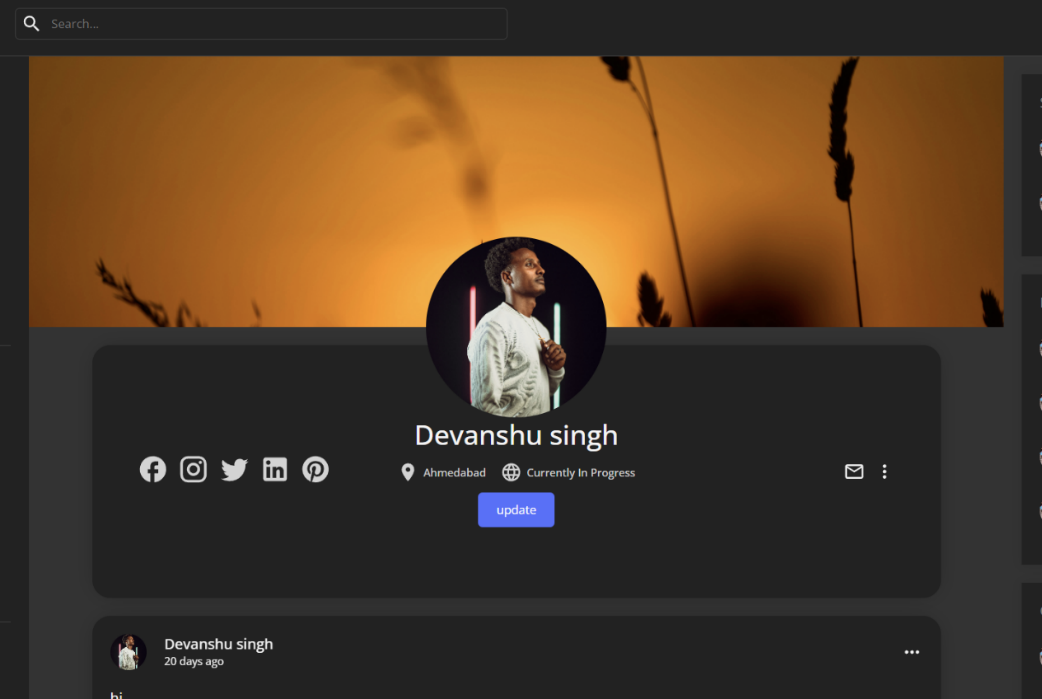 Search...
Devanshu singh
Ahmedabad Currently In Progress
update
Devanshu singh
20 days ago
hi